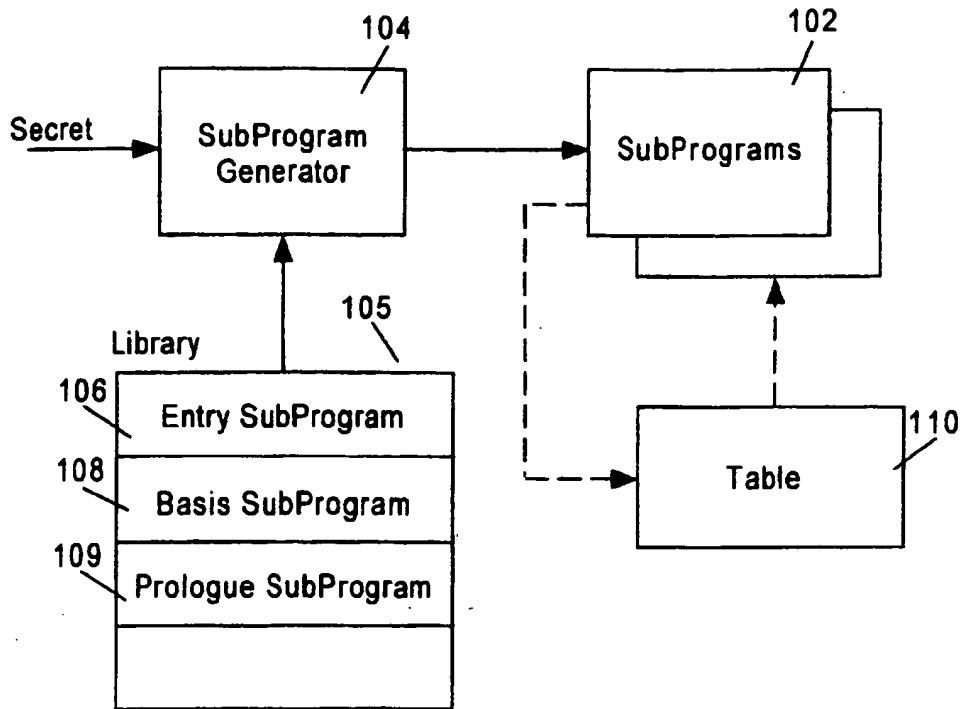 104
102
Secret
SubProgram
Generator
SubPrograms
105
Library
106
Entry SubProgram
110
108
Basis SubProgram
Table
109
Prologue SubProgram